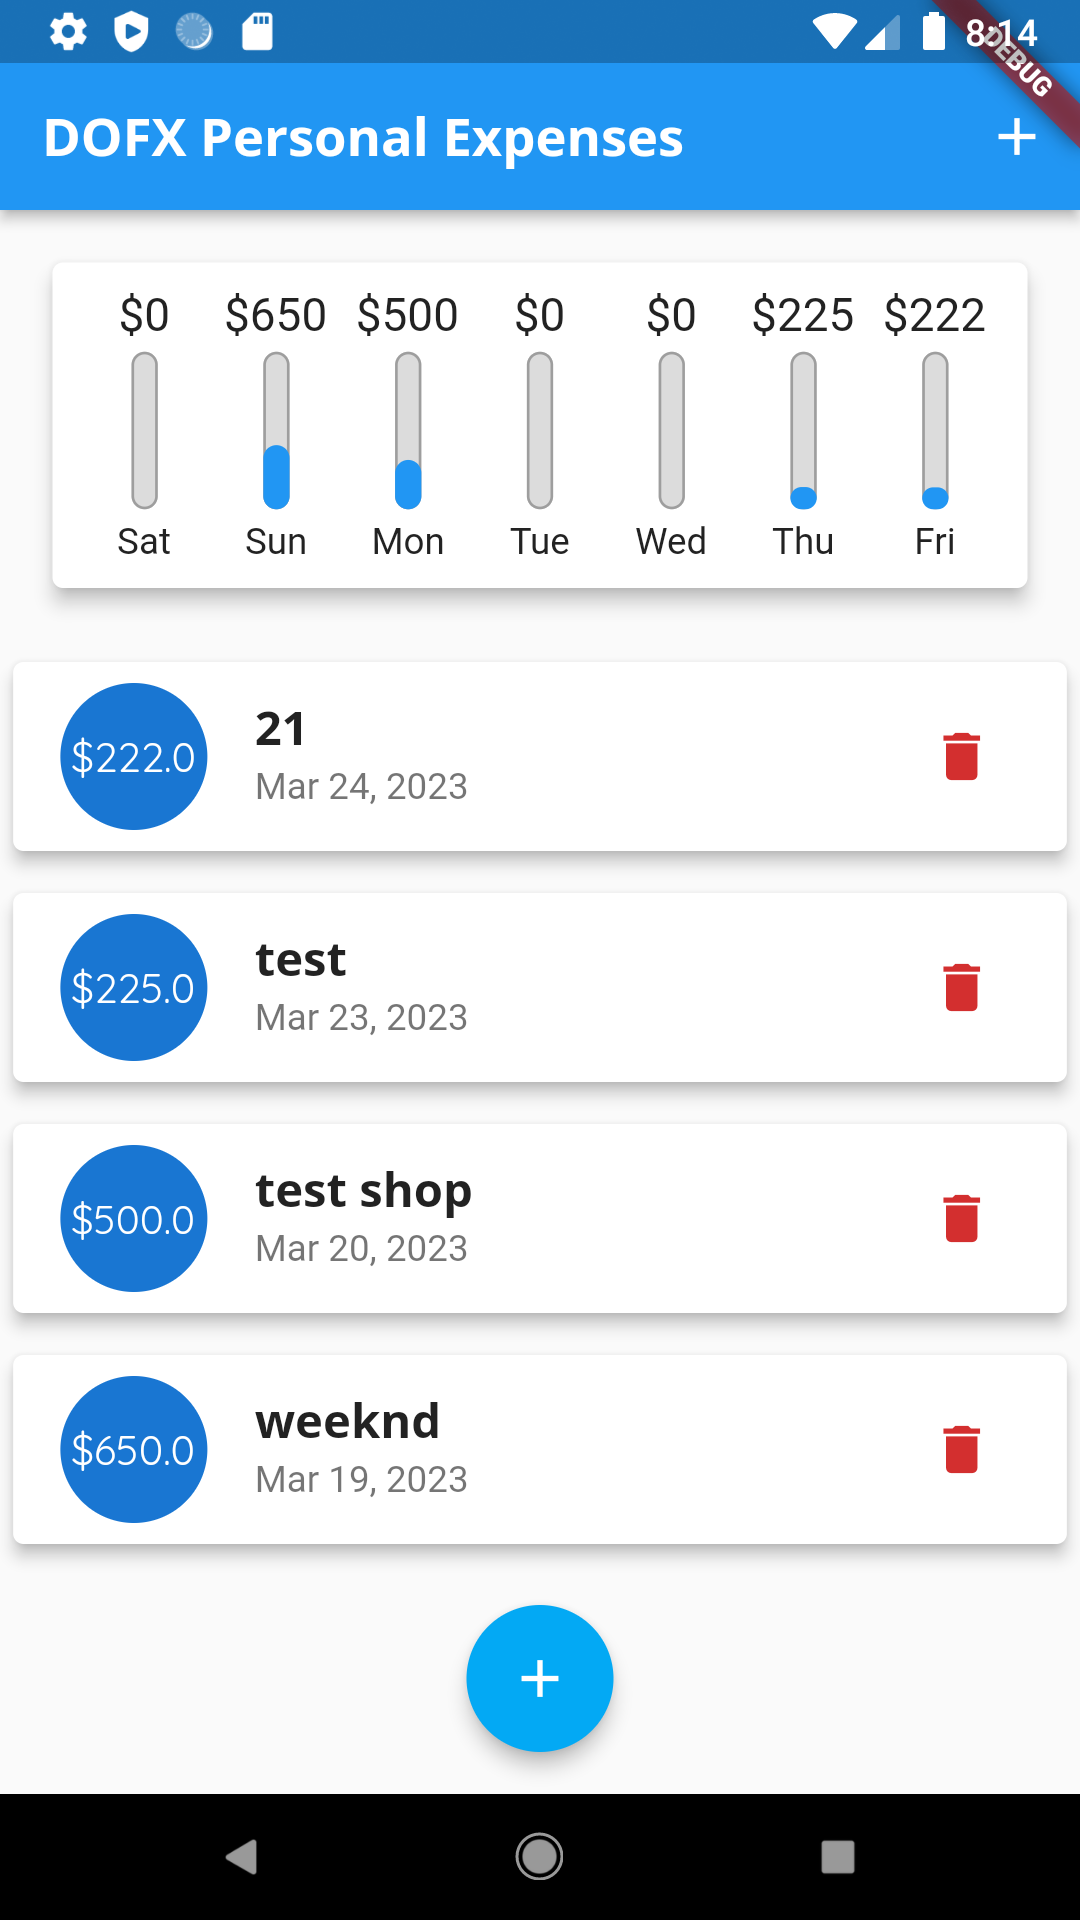 8:14
DEBUG
DOFX Personal Expenses
$0 $650 $500 $0 $0 $225 $222
Sat Sun Mon Tue Wed Thu Fri
$222.0
21
Mar 24, 2023
$225.0
test
Mar 23, 2023
$500.0
test shop
Mar 20, 2023
$650.0
weeknd
Mar 19, 2023